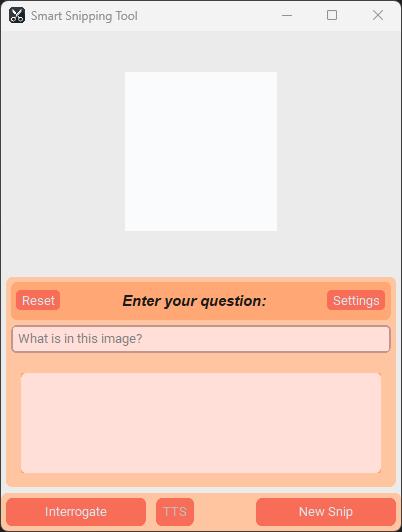 Smart Snipping Tool
Reset
Enter your question:
Settings
What is in this image?
Interrogate
TTS
New Snip